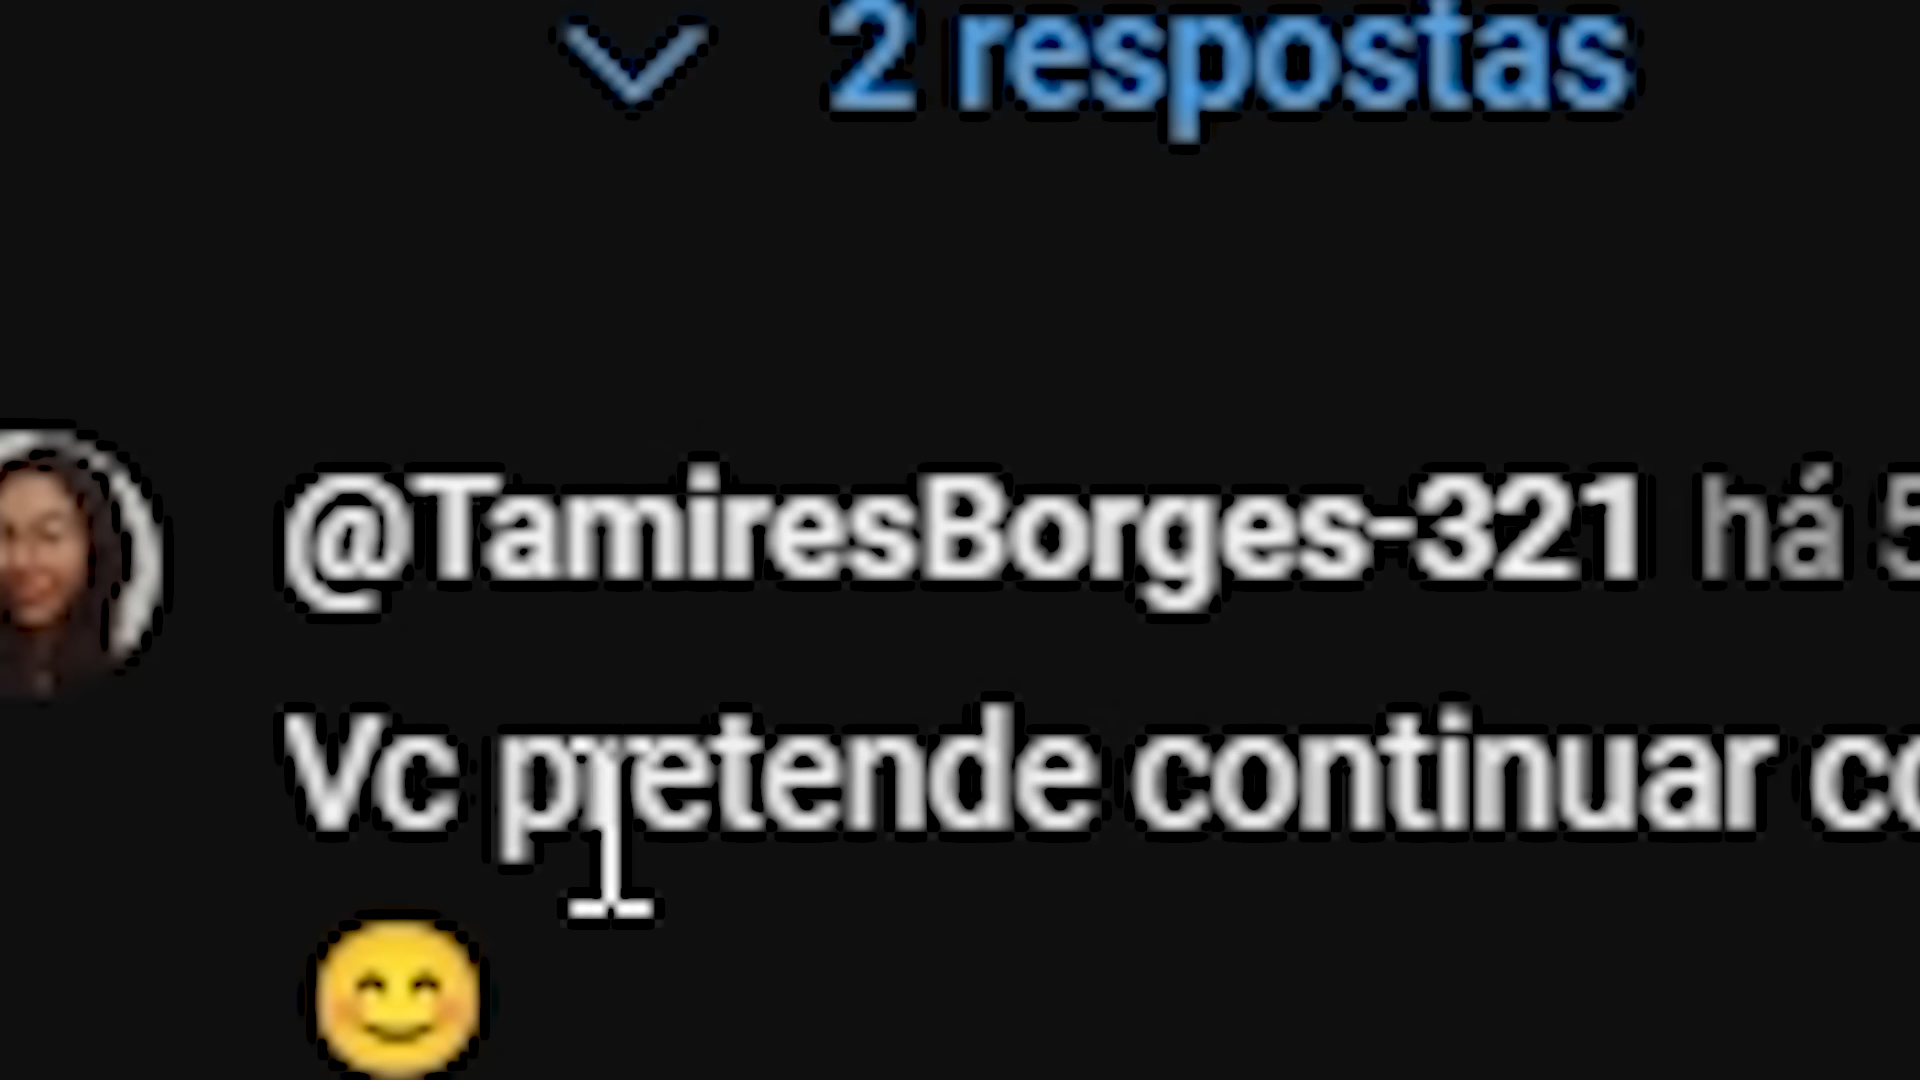 2 respostas
@TamiresBorges-321 há
Vc pretende continuar
😊